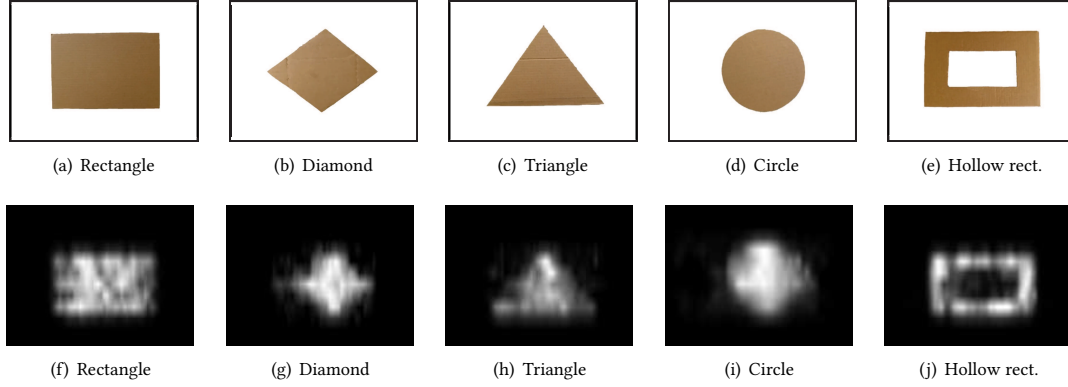 (a) Rectangle
(b) Diamond
(c) Triangle
(d) Circle
(e) Hollow rect.
(f) Rectangle
(g) Diamond
(h) Triangle
(i) Circle
(j) Hollow rect.